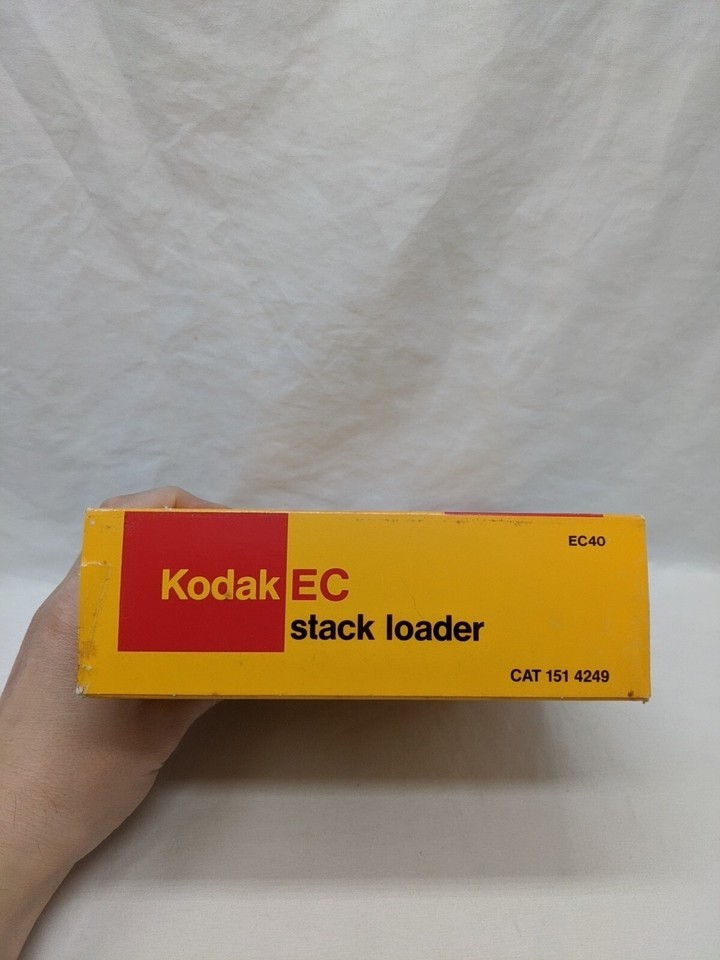 EC40
Kodak EC
stack loader
CAT 151 4249